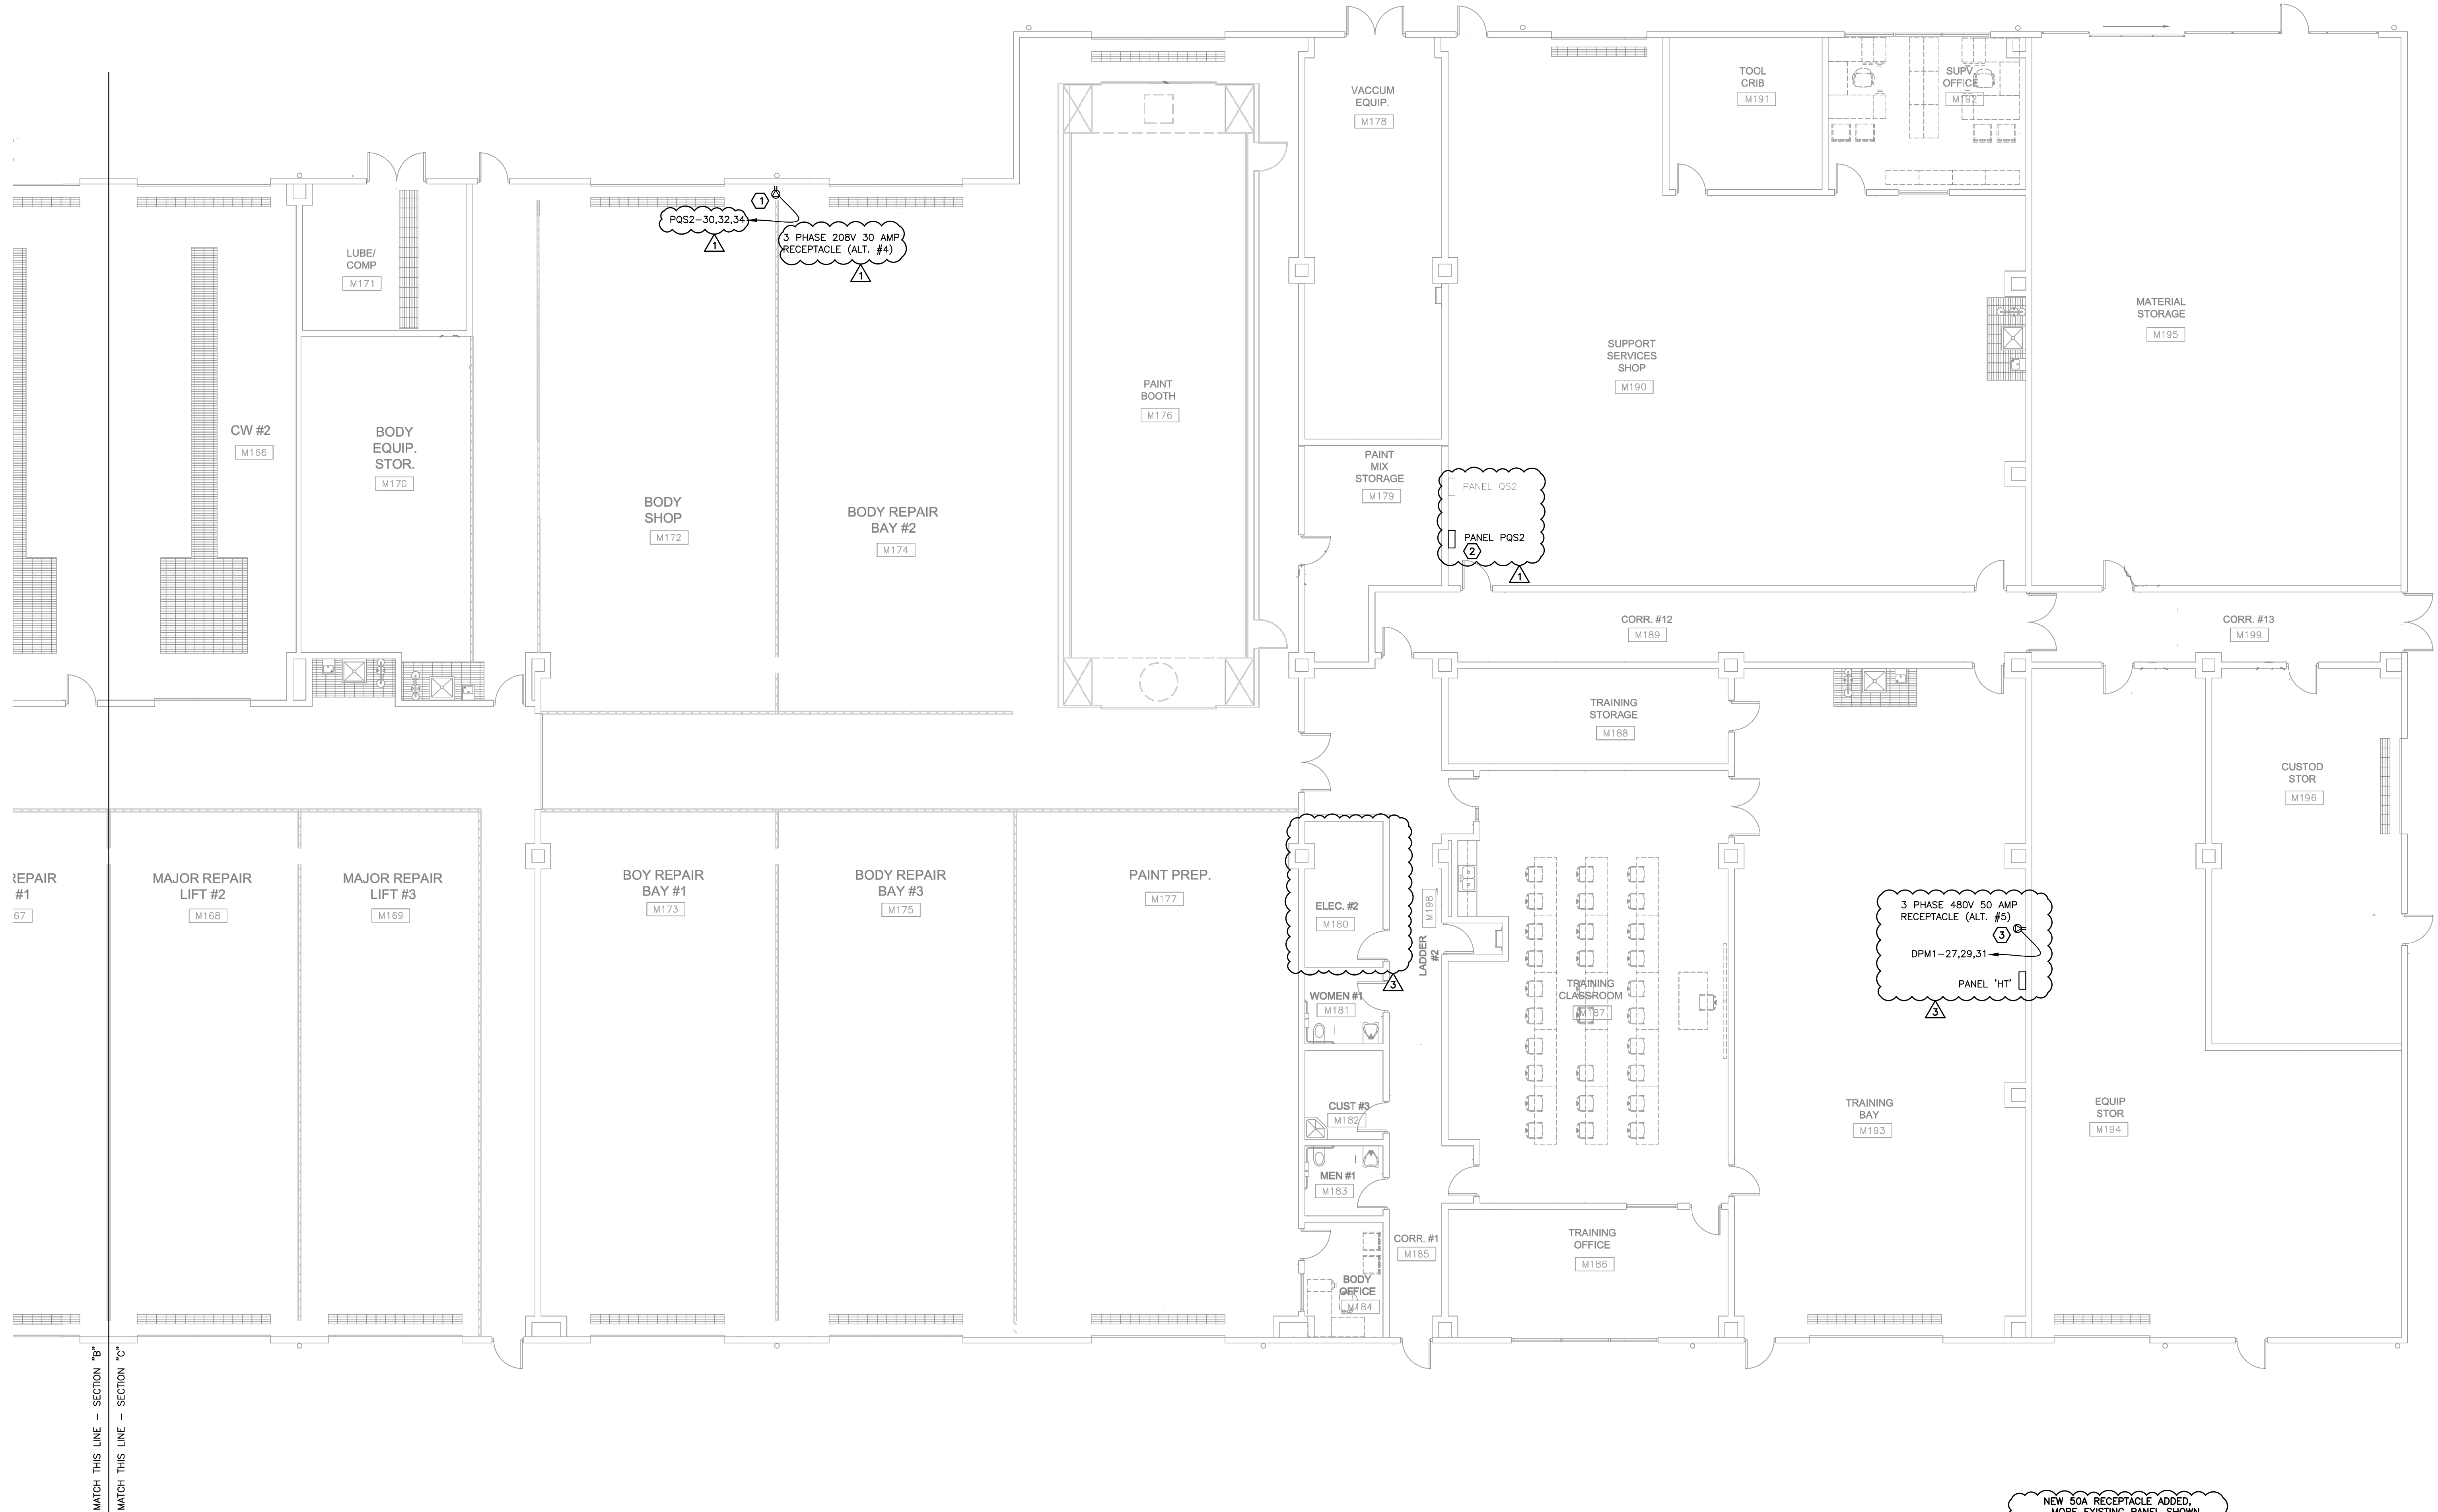 VACCUM
EQUIP.
M178
TOOL
CRIB
M191
SUPV.
OFFICE
M192
1
PQS2-30,32,34
1
3 PHASE 208V 30 AMP
RECEPTACLE (ALT. #4)
1
LUBE/
COMP
M171
MATERIAL
STORAGE
M195
SUPPORT
SERVICES
SHOP
M190
PAINT
BOOTH
M176
CW #2
M166
BODY
EQUIP.
STOR.
M170
PAINT
MIX
STORAGE
M179
PANEL QS2
PANEL PQS2
2
1
BODY
SHOP
M172
BODY REPAIR
BAY #2
M174
CORR. #12
M189
CORR. #13
M199
TRAINING
STORAGE
M188
CUSTOD
STOR
M196
REPAIR
#1
67
MAJOR REPAIR
LIFT #2
M168
MAJOR REPAIR
LIFT #3
M169
BOY REPAIR
BAY #1
M173
BODY REPAIR
BAY #3
M175
PAINT PREP.
M177
ELEC. #2
M180
3
LADDER
#2
M198
TRAINING
CLASSROOM
M187
3 PHASE 480V 50 AMP
RECEPTACLE (ALT. #5)
3
DPM1-27,29,31
PANEL 'HT'
3
WOMEN #1
M181
CUST #3
M182
MEN #1
M183
TRAINING
BAY
M193
EQUIP
STOR
M194
CORR. #1
M185
TRAINING
OFFICE
M186
BODY
OFFICE
M184
MATCH THIS LINE - SECTION "B"
MATCH THIS LINE - SECTION "C"
NEW 50A RECEPTACLE ADDED,
MORE EXISTING PANEL SHOWN